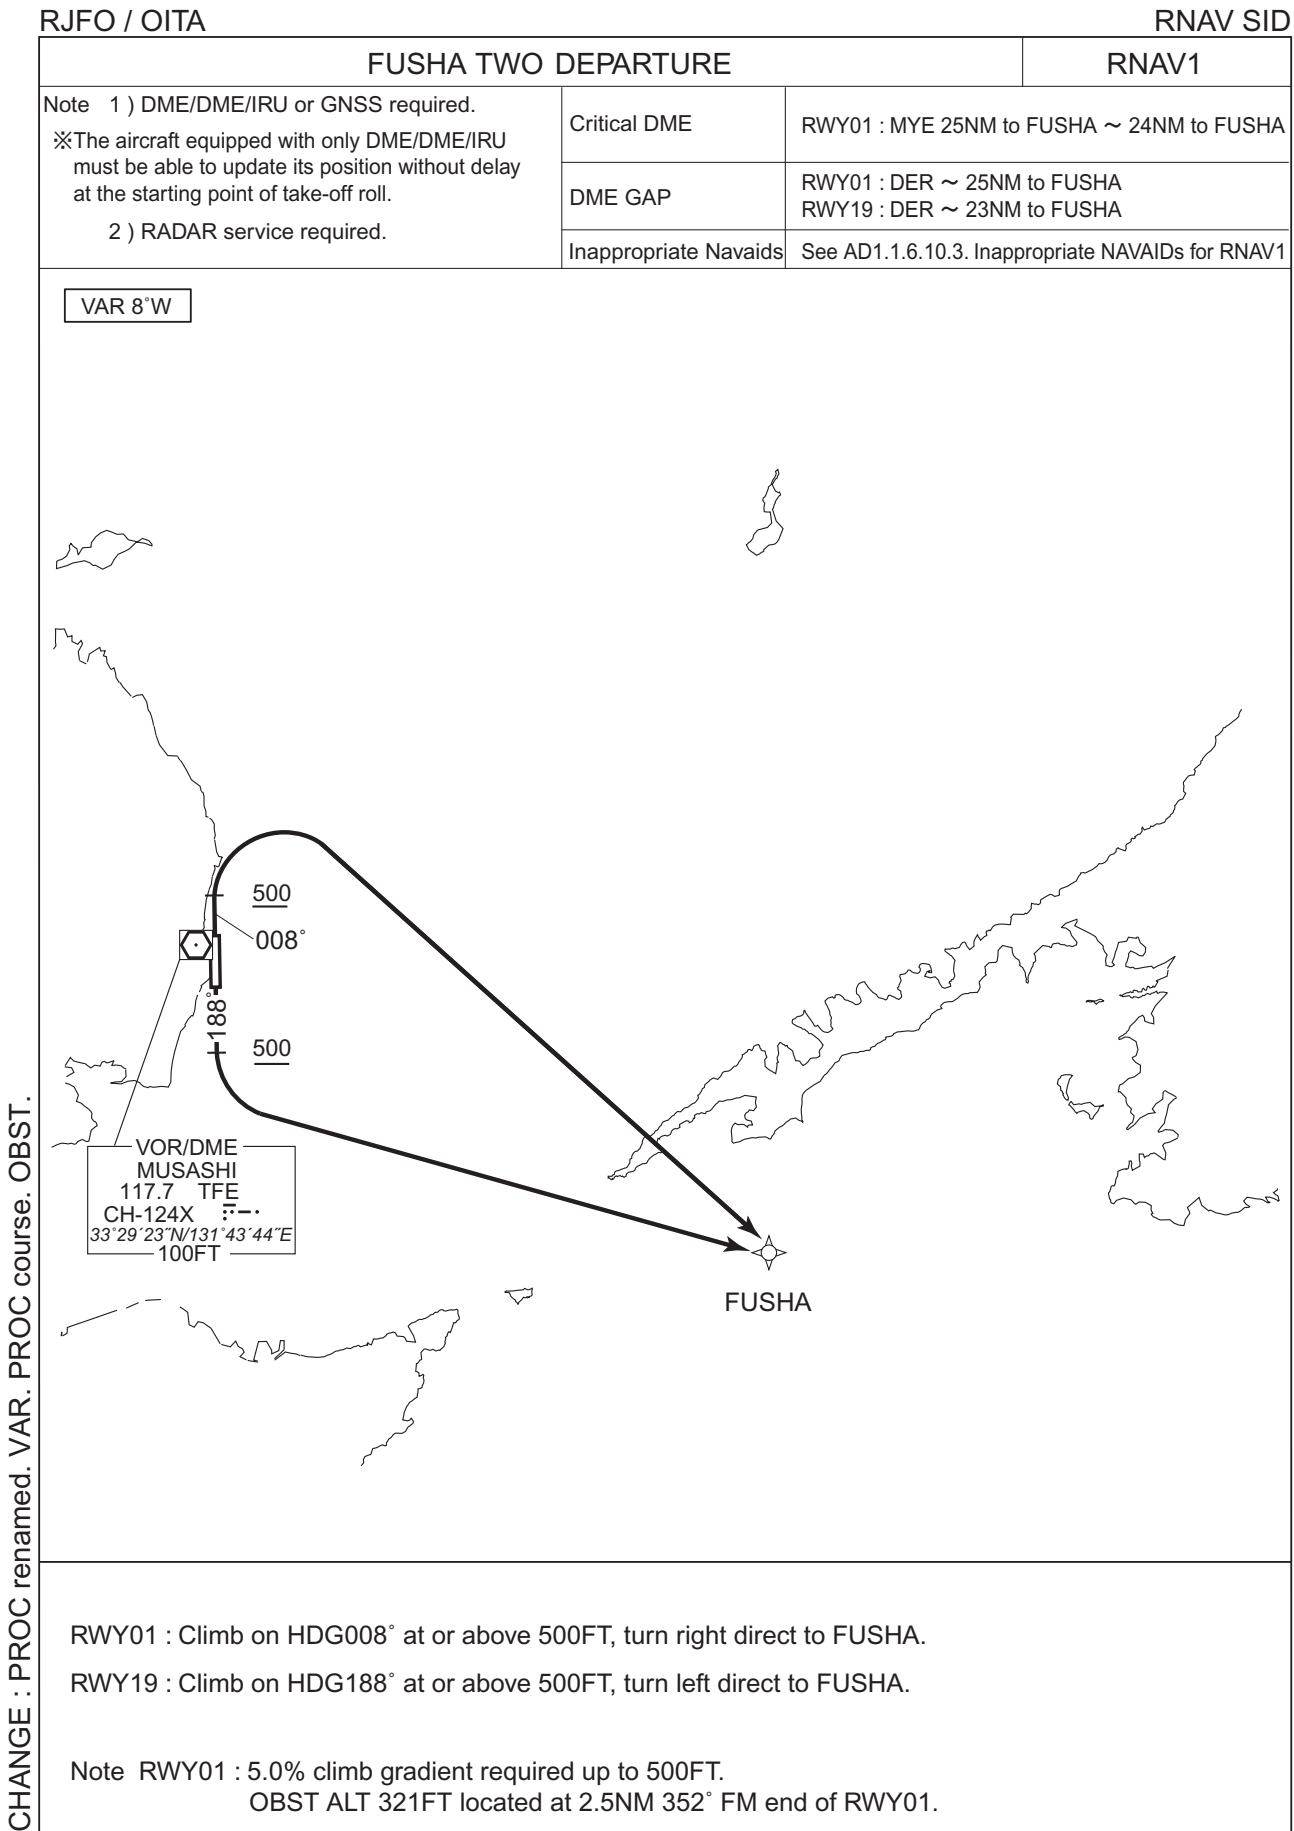 RJFO / OITA
RNAV SID
FUSHA TWO DEPARTURE
RNAV1
Note 1 ) DME/DME/IRU or GNSS required.
※The aircraft equipped with only DME/DME/IRU
must be able to update its position without delay
at the starting point of take-off roll.
2 ) RADAR service required.
Critical DME
RWY01 : MYE 25NM to FUSHA ～ 24NM to FUSHA
DME GAP
RWY01 : DER ～ 25NM to FUSHA
RWY19 : DER ～ 23NM to FUSHA
Inappropriate Navaids
See AD1.1.6.10.3. Inappropriate NAVAIDs for RNAV1
VAR 8˚W
500
008˚
188˚
500
VOR/DME
MUSASHI
117.7 TFE
CH-124X
33˚29´23˝N/131˚43´44˝E
100FT
FUSHA
RWY01 : Climb on HDG008˚ at or above 500FT, turn right direct to FUSHA.
RWY19 : Climb on HDG188˚ at or above 500FT, turn left direct to FUSHA.
Note RWY01 : 5.0% climb gradient required up to 500FT.
OBST ALT 321FT located at 2.5NM 352˚ FM end of RWY01.
CHANGE : PROC renamed. VAR. PROC course. OBST.